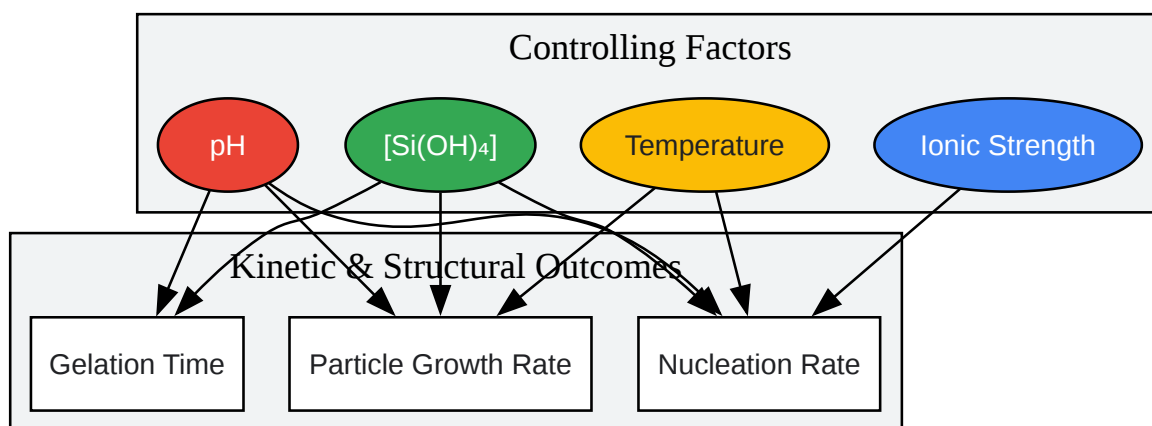 Controlling Factors
pH
[Si(OH)₄]
Temperature
Ionic Strength
Kinetic & Structural Outcomes
Gelation Time
Particle Growth Rate
Nucleation Rate